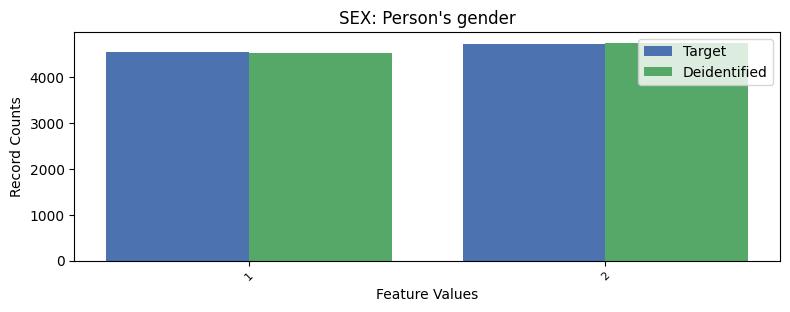 SEX: Person's gender
Target
Deidentified
Record Counts
4000
3000
2000
1000
0
1
2
Feature Values